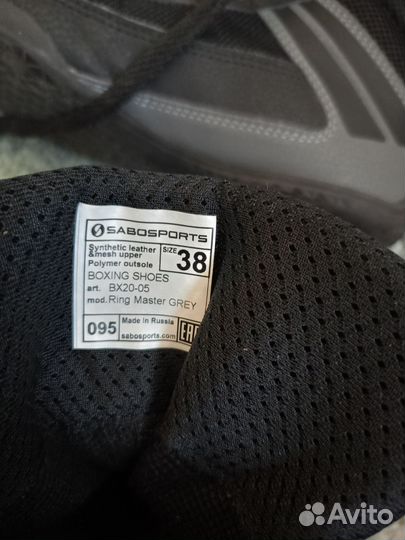 SABOSPORTS
Synthetic leather
&mesh upper
Polymer outsole
SIZE 38
BOXING SHOES
art. BX20-05
mod. Ring Master GREY
095
Made in Russia
sabosports.com
EAC
Avito